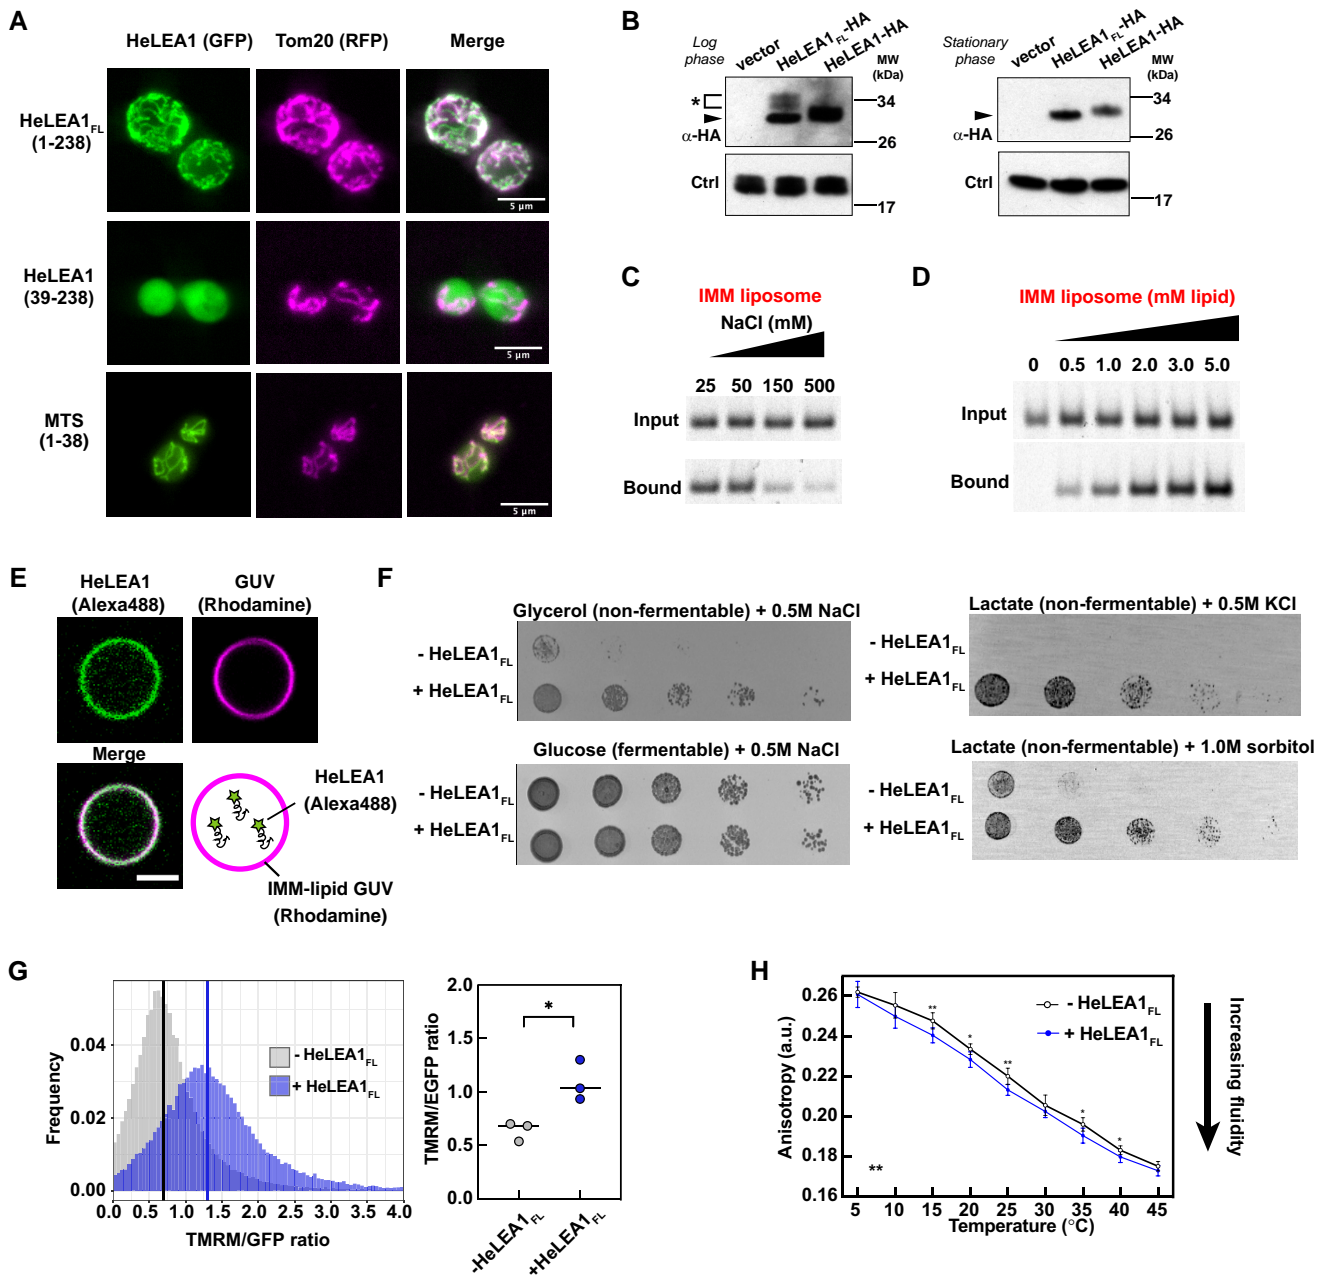 A
HeLEA1 (GFP)
Tom20 (RFP)
Merge
HeLEA1FL
(1-238)
5 µm
HeLEA1
(39-238)
5 µm
MTS
(1-38)
5 µm
B
Log
phase
vector
HeLEA1FL-HA
HeLEA1-HA
MW
(kDa)
*
34
α-HA
26
Ctrl
17
Stationary
phase
vector
HeLEA1FL-HA
HeLEA1-HA
MW
(kDa)
34
α-HA
26
Ctrl
17
C
IMM liposome
NaCl (mM)
25 50 150 500
Input
Bound
D
IMM liposome (mM lipid)
0 0.5 1.0 2.0 3.0 5.0
Input
Bound
E
HeLEA1
(Alexa488)
GUV
(Rhodamine)
Merge
HeLEA1
(Alexa488)
IMM-lipid GUV
(Rhodamine)
F
Glycerol (non-fermentable) + 0.5M NaCl
- HeLEA1FL
+ HeLEA1FL
Lactate (non-fermentable) + 0.5M KCl
- HeLEA1FL
+ HeLEA1FL
Glucose (fermentable) + 0.5M NaCl
- HeLEA1FL
+ HeLEA1FL
Lactate (non-fermentable) + 1.0M sorbitol
- HeLEA1FL
+ HeLEA1FL
G
Frequency
0.04
0.02
0.00
- HeLEA1FL
+ HeLEA1FL
0.0 0.5 1.0 1.5 2.0 2.5 3.0 3.5 4.0
TMRM/GFP ratio
TMRM/EGFP ratio
2.0
1.5
1.0
0.5
0.0
*
-HeLEA1FL
+HeLEA1FL
H
Anisotropy (a.u.)
0.26
0.24
0.22
0.20
0.18
0.16
- HeLEA1FL
+ HeLEA1FL
**
*
**
*
*
**
5 10 15 20 25 30 35 40 45
Temperature (°C)
Increasing fluidity